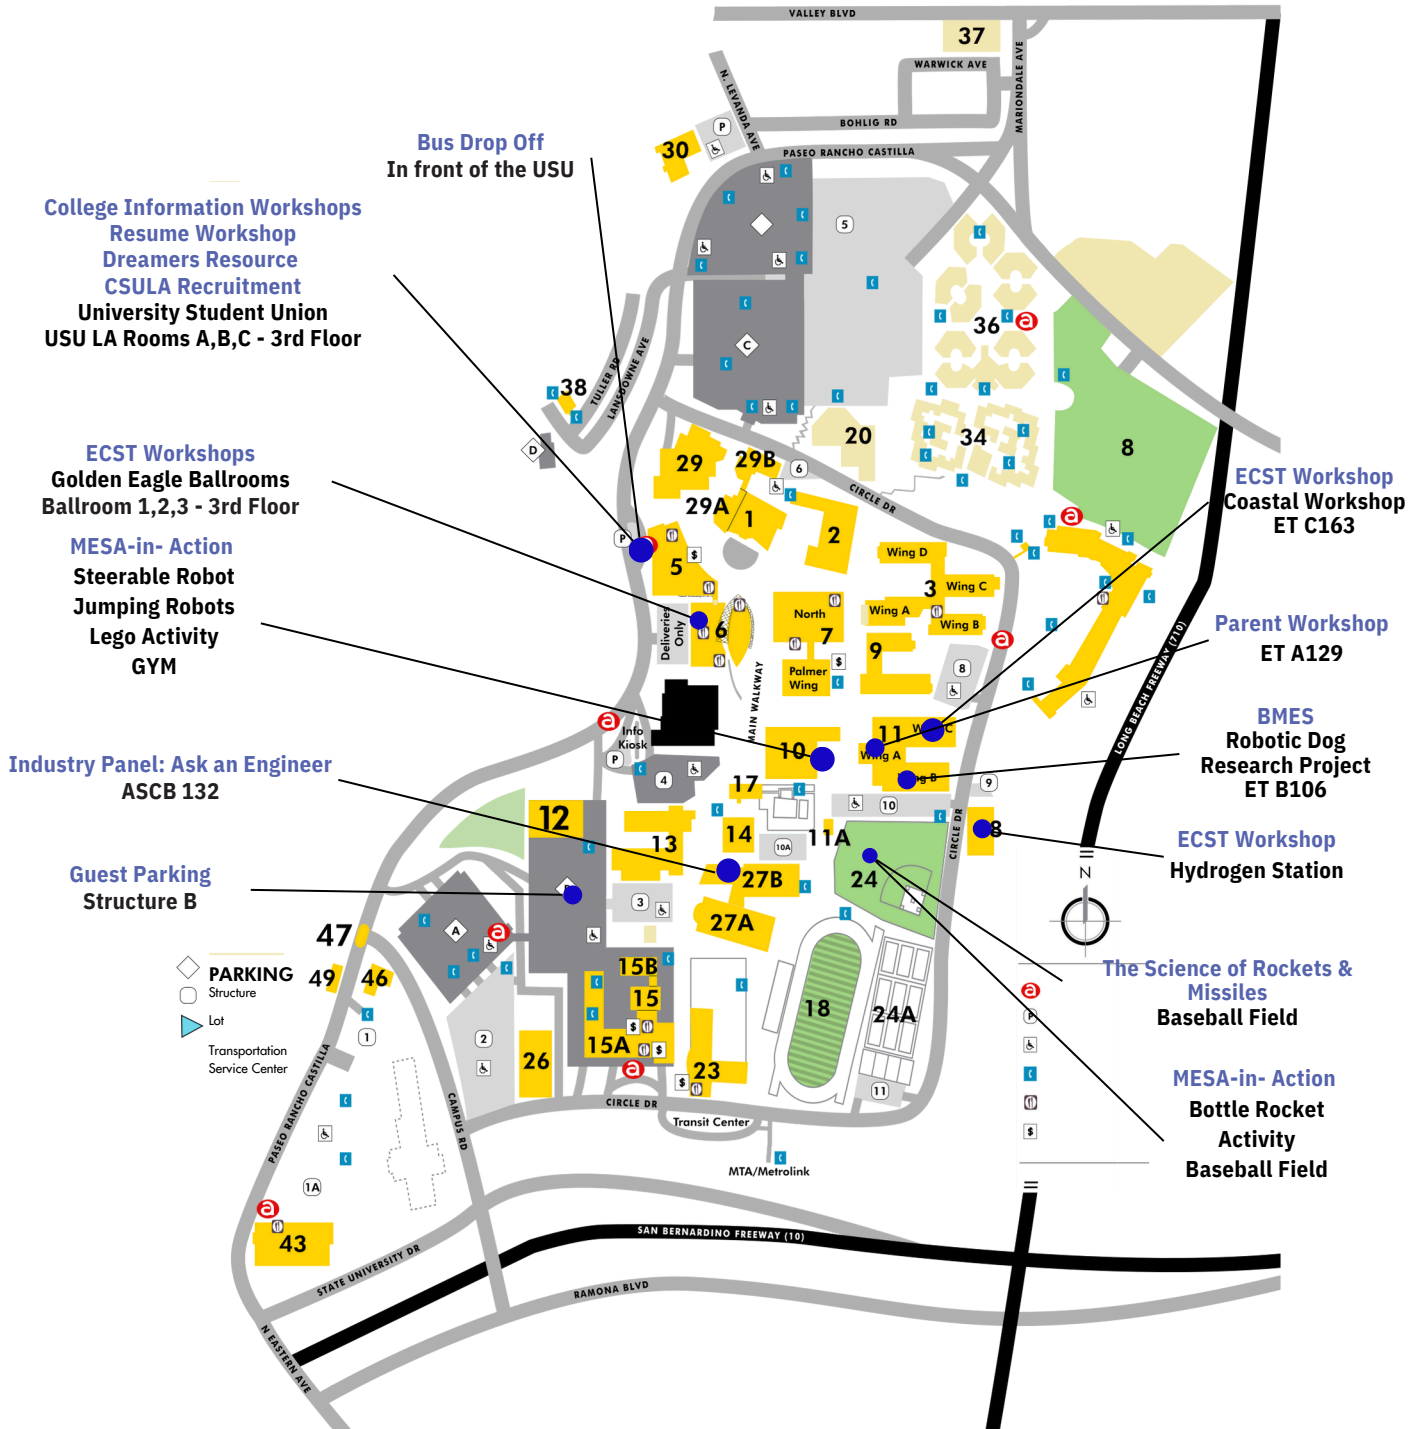 VALLEY BLVD
37
WARWICK AVE
MARIONDALE AVE
N. LEVANDA AVE
BOHLIG RD
P
30
PASEO RANCHO CASTILLA
Bus Drop Off
In front of the USU
College Information Workshops
Resume Workshop
Dreamers Resource
CSULA Recruitment
University Student Union
USU LA Rooms A,B,C - 3rd Floor
5
36
a
C
TULLER RD
LANSDOWNE AVE
38
D
20
34
8
29
29B
6
CIRCLE DR
29A
1
2
ECST Workshops
Golden Eagle Ballrooms
Ballroom 1,2,3 - 3rd Floor
ECST Workshop
Coastal Workshop
ET C163
a
P
5
$
Wing D
3
Wing C
Wing A
Wing B
MESA-in- Action
Steerable Robot
Jumping Robots
Lego Activity
GYM
Deliveries
Only
6
North
7
Palmer
Wing
$
9
8
a
LONG BEACH FREEWAY (710)
Parent Workshop
ET A129
MAIN WALKWAY
a
Info
Kiosk
P
4
10
11
Wing A
BMES
Robotic Dog
Research Project
ET B106
Industry Panel: Ask an Engineer
ASCB 132
17
10
9
12
13
14
10A
11A
CIRCLE DR
8
ECST Workshop
Hydrogen Station
N
Guest Parking
Structure B
27B
24
3
27A
A
a
47
49
46
PARKING
Structure
Lot
Transportation
Service Center
1
2
15B
15
15A
$
$
26
a
23
$
18
24A
11
The Science of Rockets &
Missiles
Baseball Field
a
P
$
MESA-in- Action
Bottle Rocket
Activity
Baseball Field
PASEO RANCHO CASTILLA
CAMPUS RD
CIRCLE DR
Transit Center
MTA/Metrolink
1A
a
43
STATE UNIVERSITY DR
SAN BERNARDINO FREEWAY (10)
RAMONA BLVD
N EASTERN AVE